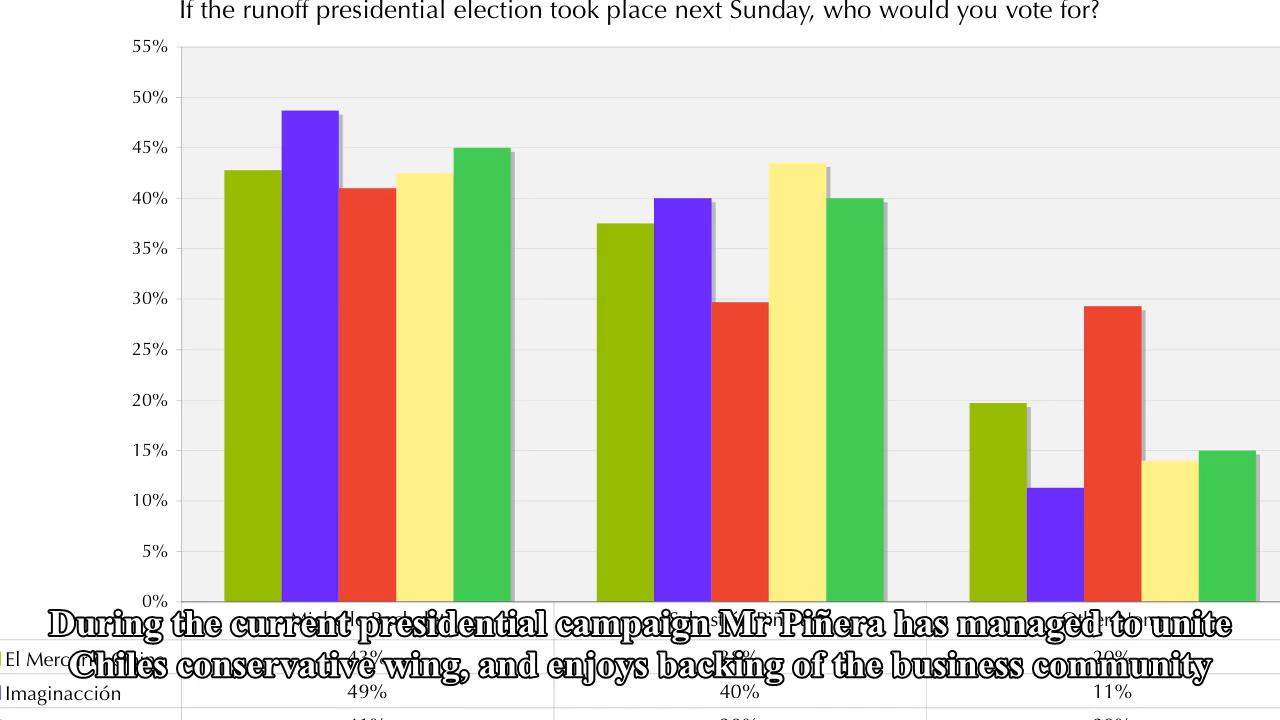 If the runoff presidential election took place next Sunday, who would you vote for?
55%
50%
45%
40%
35%
30%
25%
20%
15%
10%
5%
0%
During the current presidential campaign Mr Piñera has managed to unite
Chiles conservative wing, and enjoys backing of the business community
El Merc
Imaginacción 49% 40% 11%